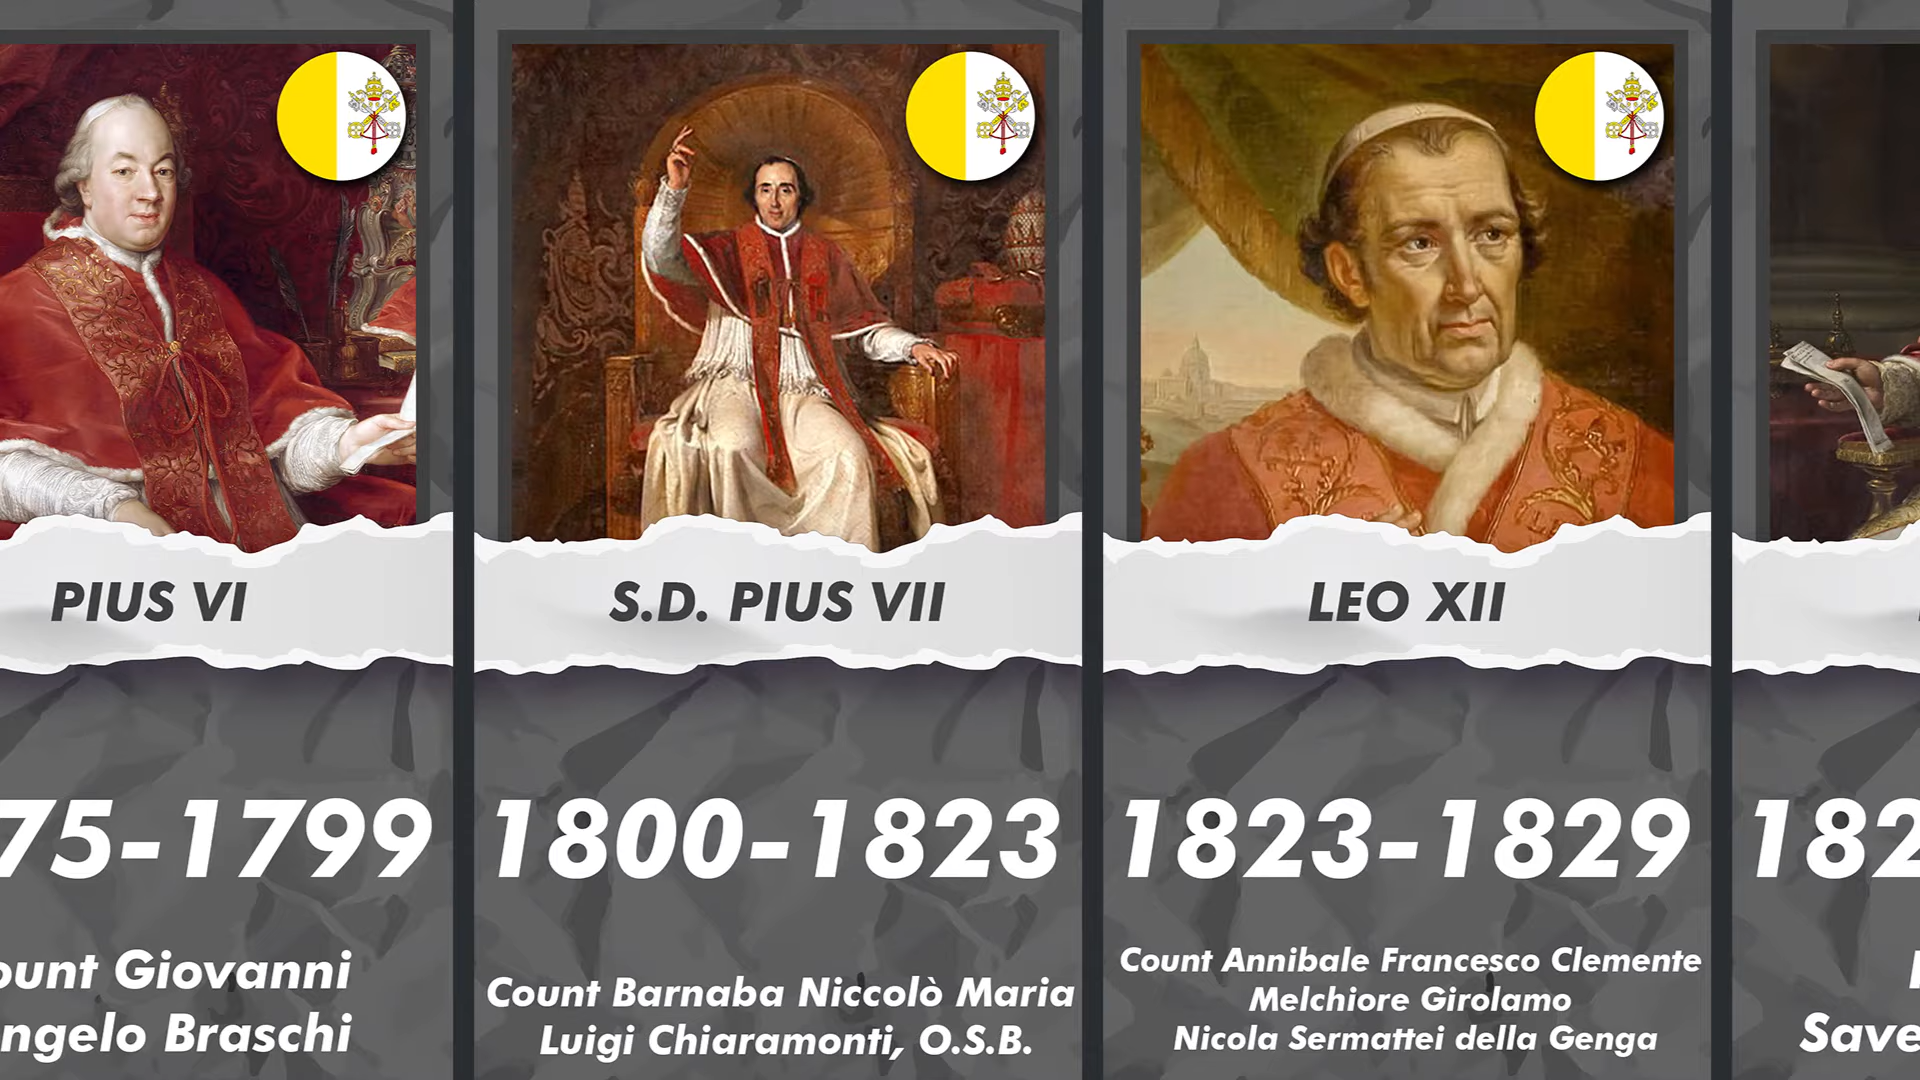 PIUS VI
75-1799
ount Giovanni
ngelo Braschi
S.D. PIUS VII
1800-1823
Count Barnaba Niccolò Maria
Luigi Chiaramonti, O.S.B.
LEO XII
1823-1829
Count Annibale Francesco Clemente
Melchiore Girolamo
Nicola Sermattei della Genga
182
Save